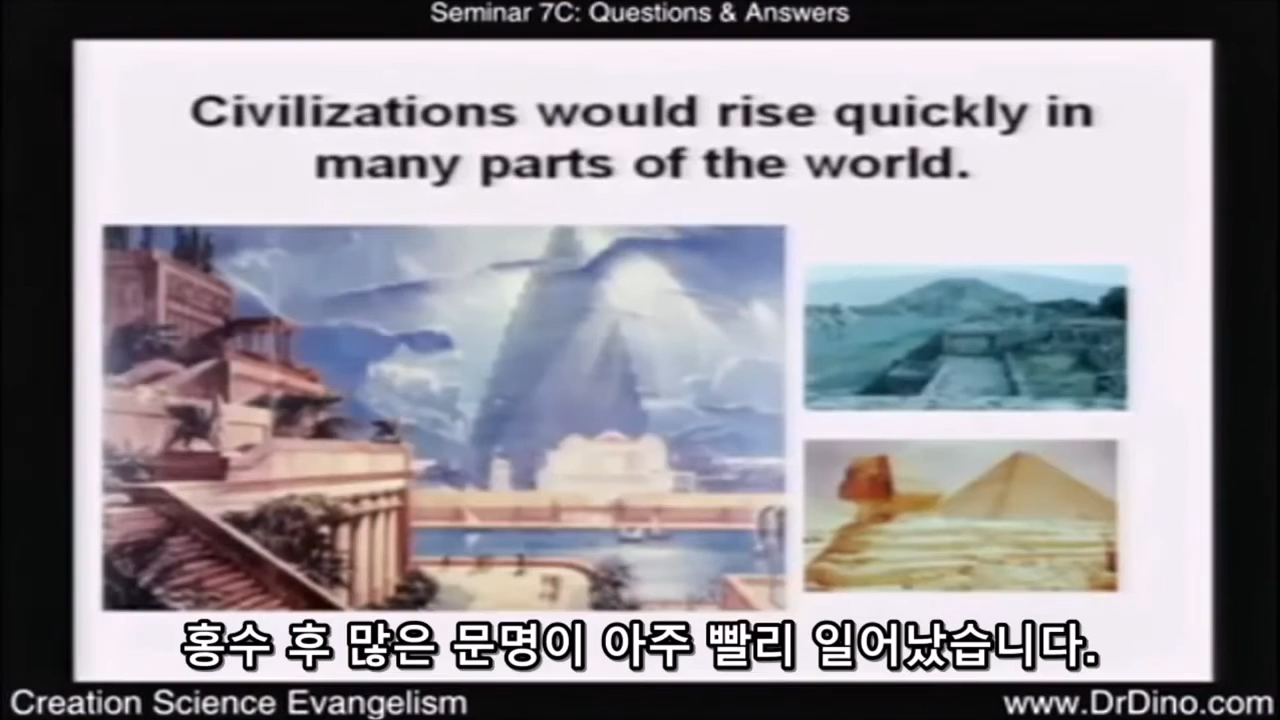 Seminar 7C: Questions & Answers
Civilizations would rise quickly in
many parts of the world.
홍수 후 많은 문명이 아주 빨리 일어났습니다.
Creation Science Evangelism
www.DrDino.com